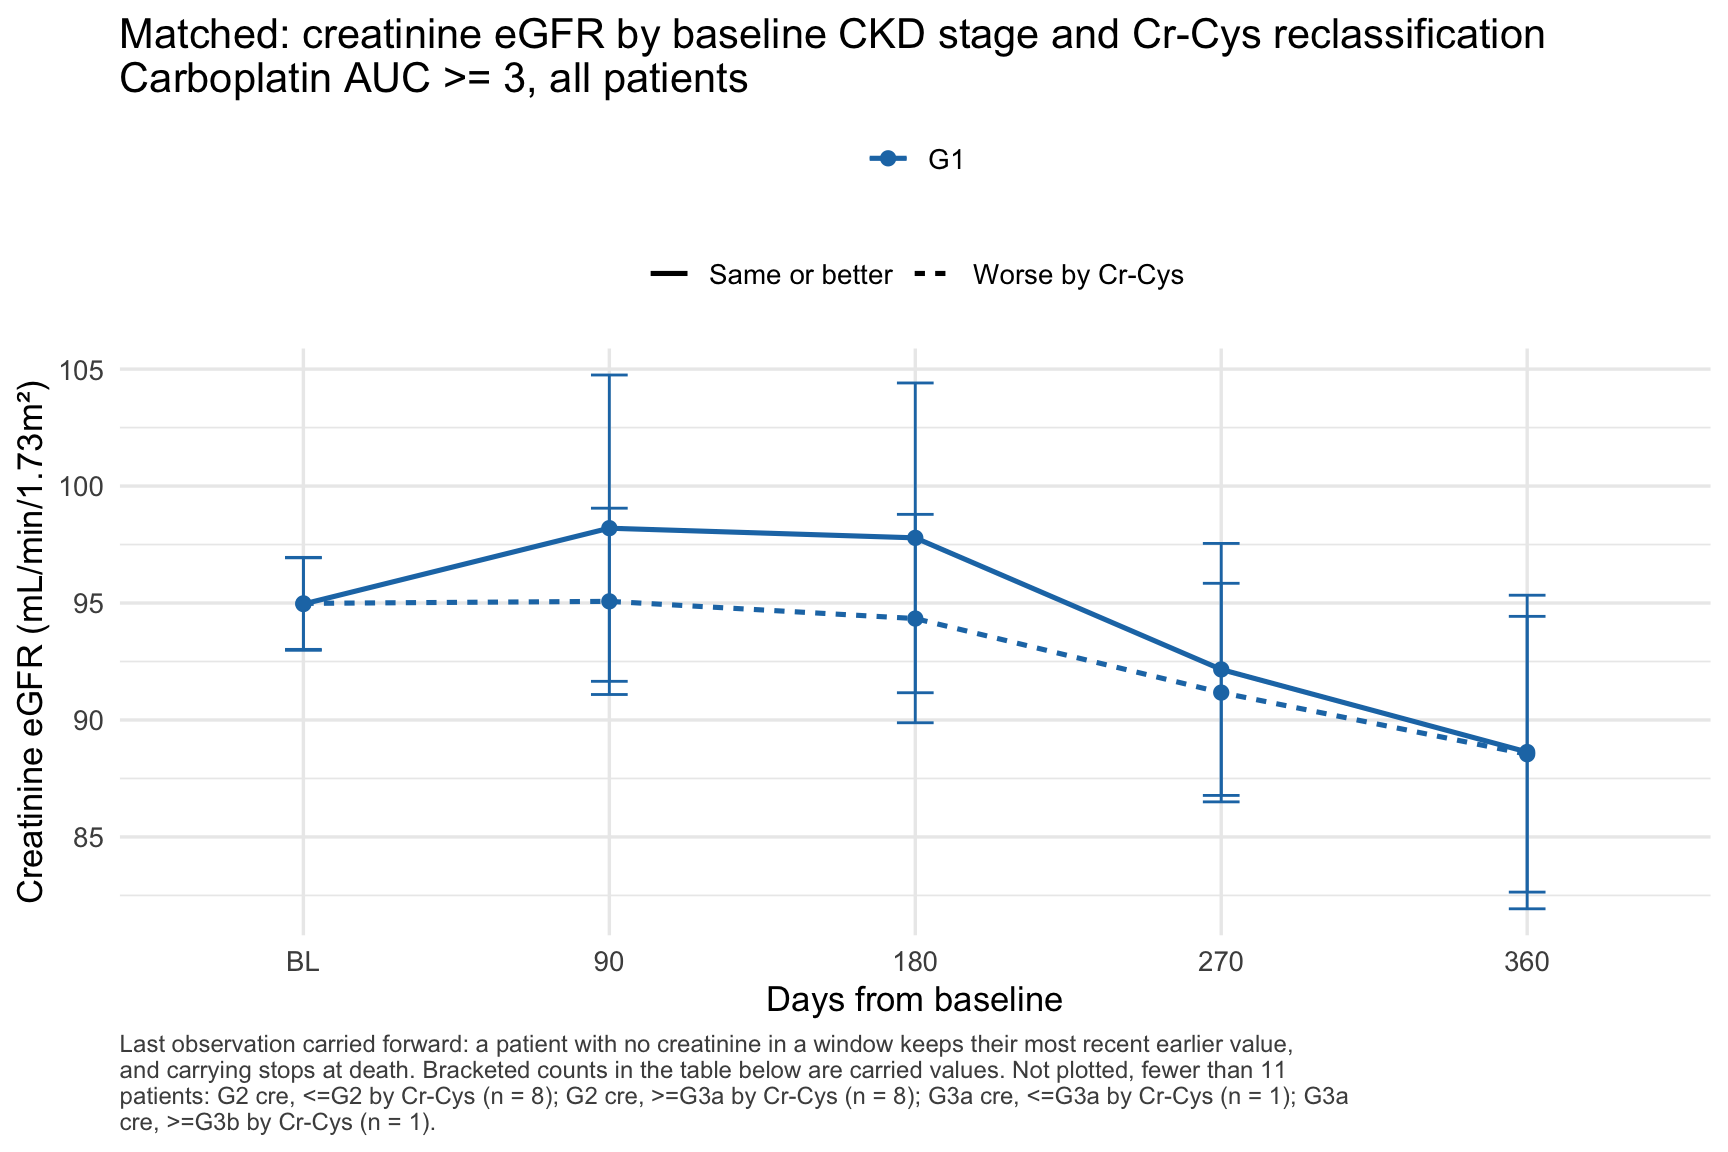 Matched: creatinine eGFR by baseline CKD stage and Cr-Cys reclassification
Carboplatin AUC >= 3, all patients
G1
Same or better
Worse by Cr-Cys
Creatinine eGFR (mL/min/1.73m²)
105
100
95
90
85
BL
90
180
270
360
Days from baseline
Last observation carried forward: a patient with no creatinine in a window keeps their most recent earlier value,
and carrying stops at death. Bracketed counts in the table below are carried values. Not plotted, fewer than 11
patients: G2 cre, <=G2 by Cr-Cys (n = 8); G2 cre, >=G3a by Cr-Cys (n = 8); G3a cre, <=G3a by Cr-Cys (n = 1); G3a
cre, >=G3b by Cr-Cys (n = 1).